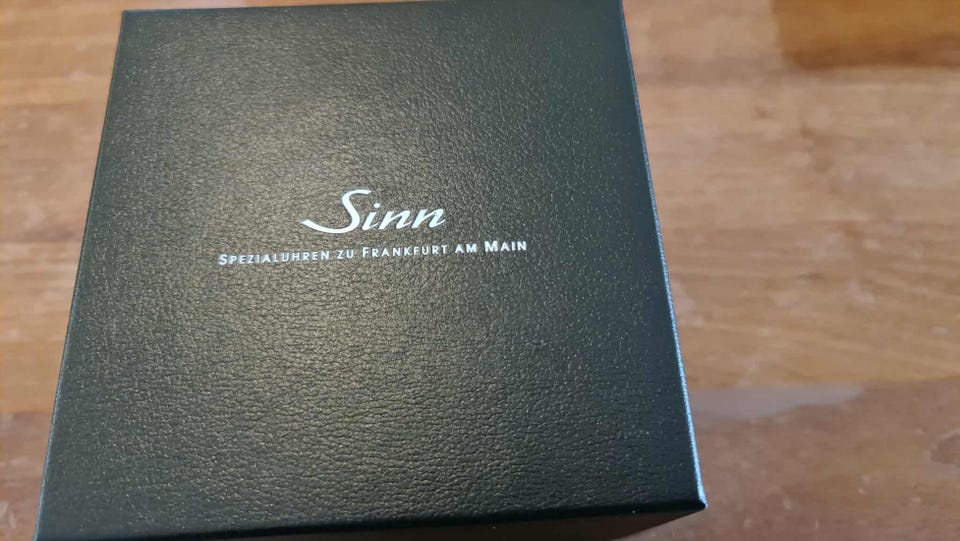 Sinn
SPEZIALUHREN ZU FRANKFURT AM MAIN